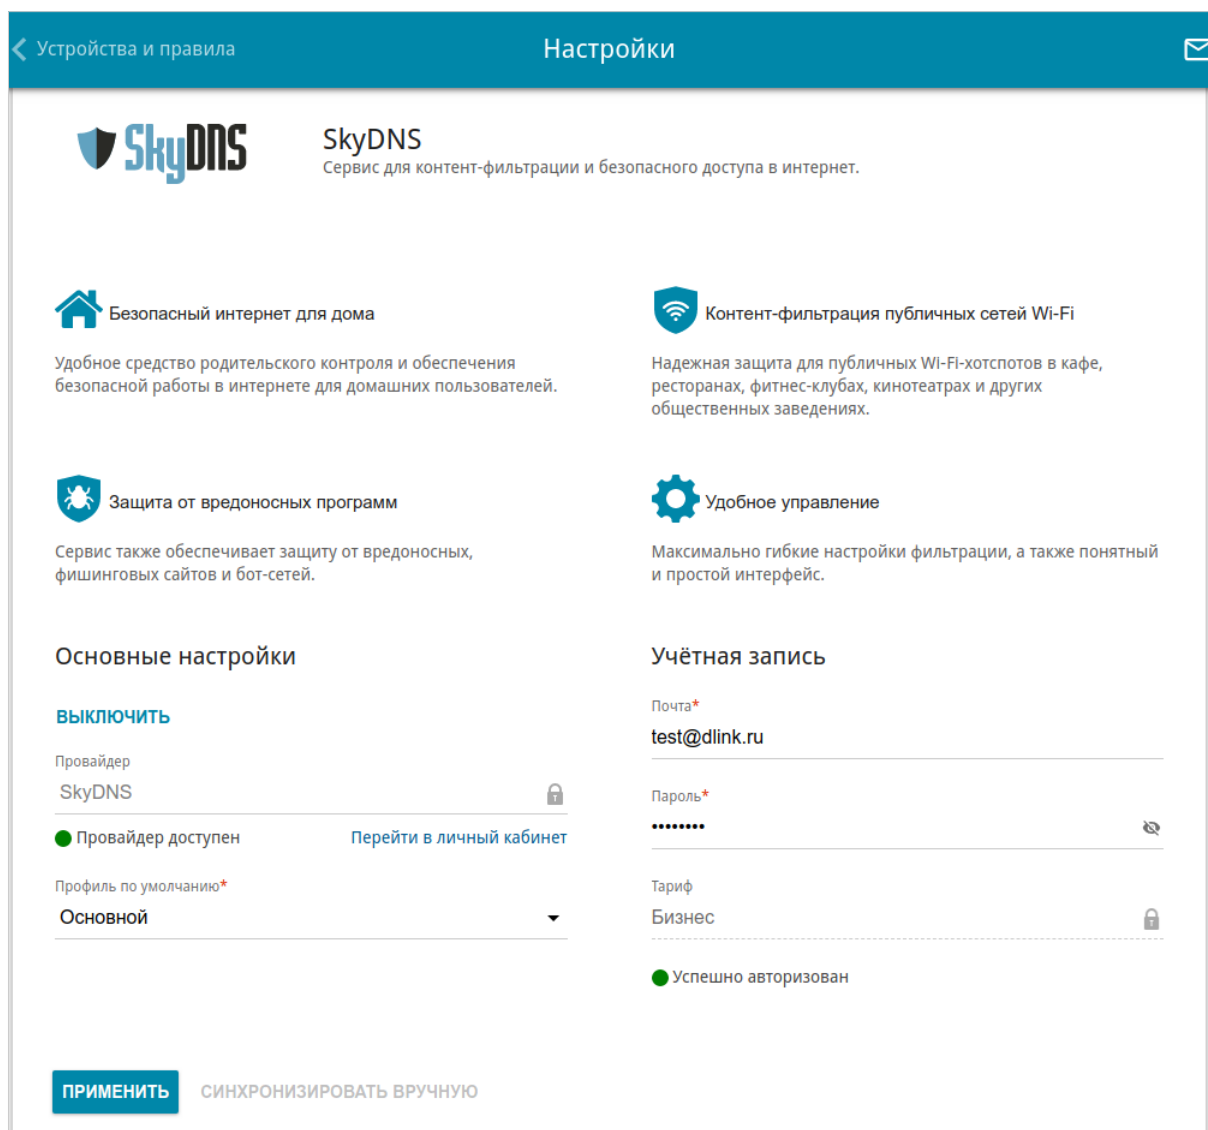 Устройства и правила
Настройки
SkyDNS
SkyDNS
Сервис для контент-фильтрации и безопасного доступа в интернет.
Безопасный интернет для дома
Удобное средство родительского контроля и обеспечения
безопасной работы в интернете для домашних пользователей.
Контент-фильтрация публичных сетей Wi-Fi
Надежная защита для публичных Wi-Fi-хотспотов в кафе,
ресторанах, фитнес-клубах, кинотеатрах и других
общественных заведениях.
Защита от вредоносных программ
Сервис также обеспечивает защиту от вредоносных,
фишинговых сайтов и бот-сетей.
Удобное управление
Максимально гибкие настройки фильтрации, а также понятный
и простой интерфейс.
Основные настройки
ВЫКЛЮЧИТЬ
Провайдер
SkyDNS
Провайдер доступен
Перейти в личный кабинет
Профиль по умолчанию*
Основной
Учётная запись
Почта*
test@dlink.ru
Пароль*
••••••••
Тариф
Бизнес
Успешно авторизован
ПРИМЕНИТЬ
СИНХРОНИЗИРОВАТЬ ВРУЧНУЮ